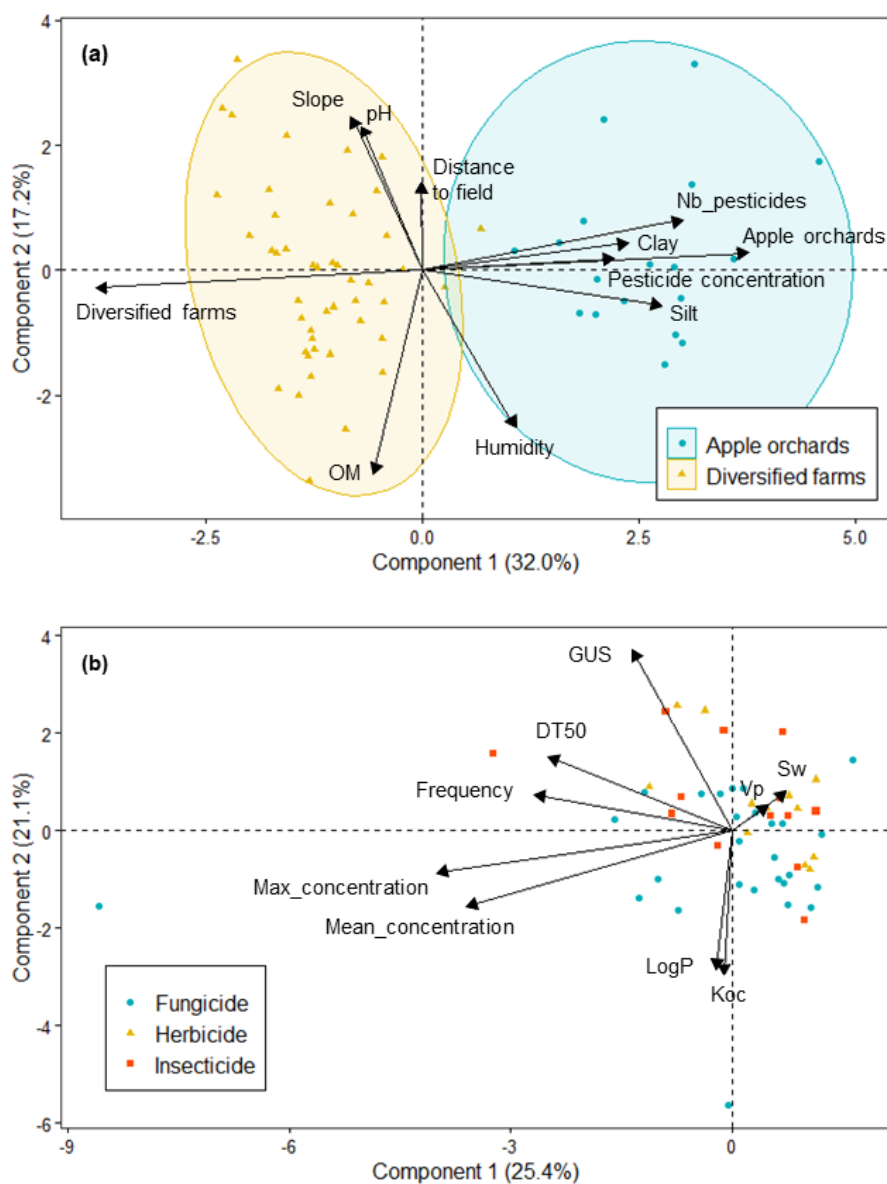 (a)
4
2
0
-2
Component 2 (17.2%)
Slope
pH
Distance
to field
Nb_pesticides
Clay
Apple orchards
Pesticide concentration
Silt
Diversified farms
OM
Humidity
Apple orchards
Diversified farms
-2.5
0.0
2.5
5.0
Component 1 (32.0%)
(b)
4
2
0
-2
-4
-6
Component 2 (21.1%)
GUS
DT50
Frequency
Sw
Vp
Max_concentration
Mean_concentration
LogP
Koc
Fungicide
Herbicide
Insecticide
-9
-6
-3
0
Component 1 (25.4%)